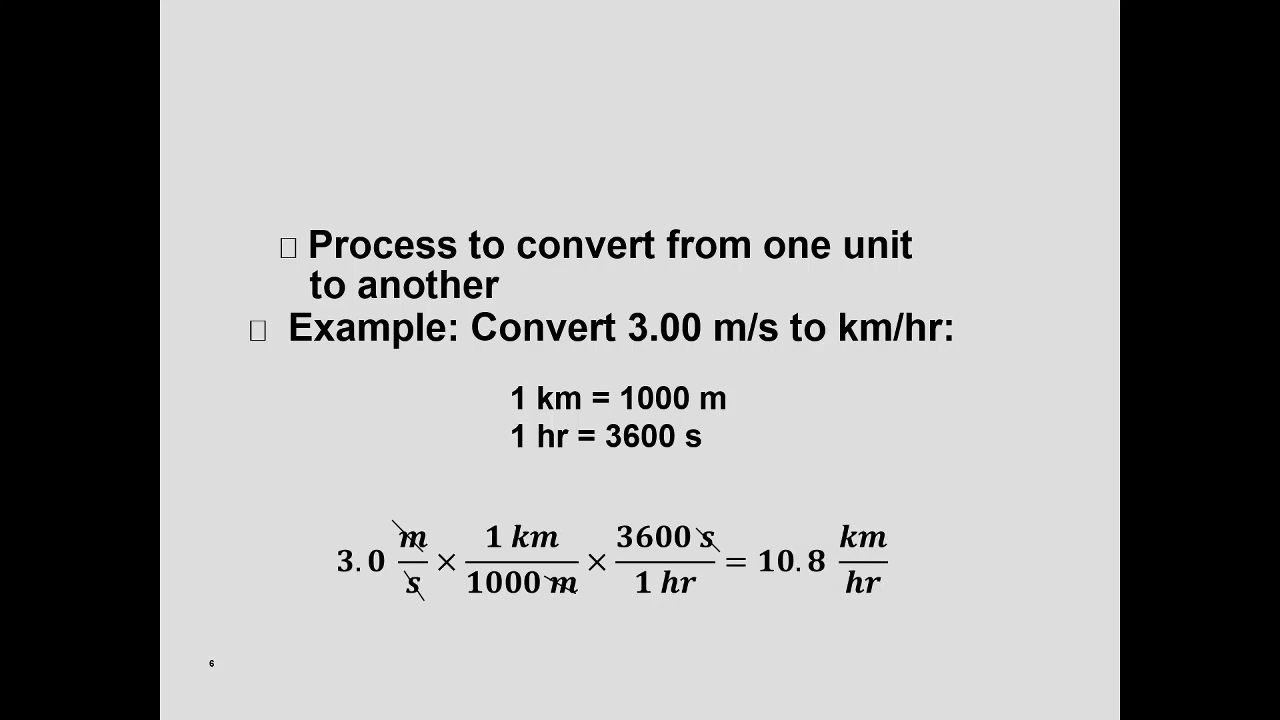 Process to convert from one unit
to another
Example: Convert 3.00 m/s to km/hr:
1 km = 1000 m
1 hr = 3600 s
3.0 m/s × 1 km/1000 m × 3600 s/1 hr = 10.8 km/hr
6